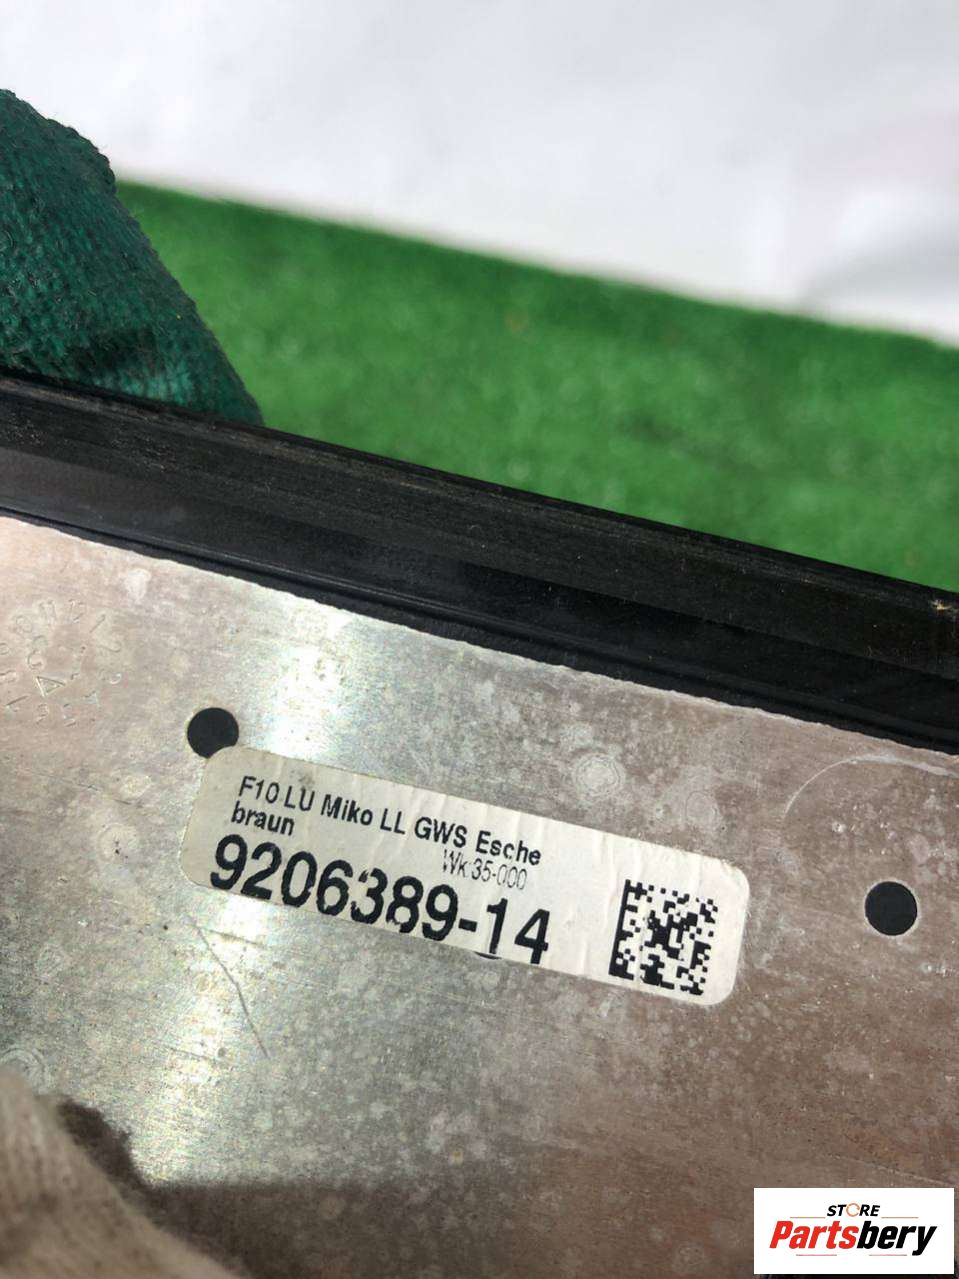 F10 LU Miko LL GWS Esche
braun
Wk:35-000
9206389-14
STORE
Partsbery